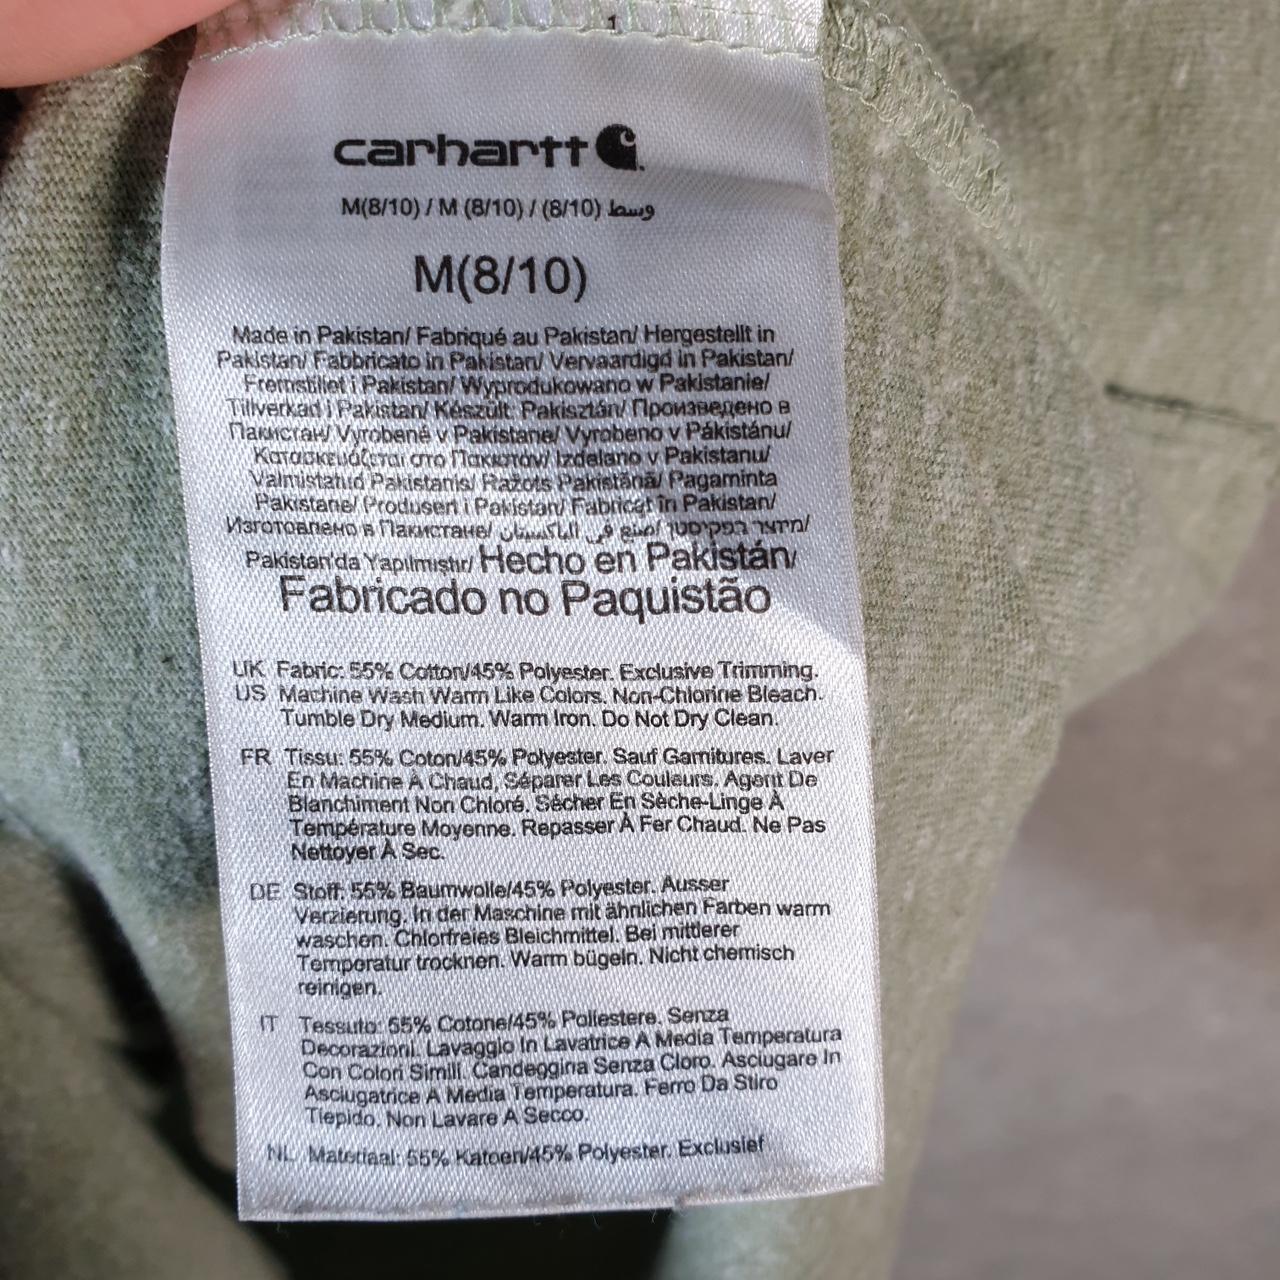 1
carhartt
M(8/10) / M (8/10) / (8/10) وسط
M(8/10)
Made in Pakistan/ Fabriqué au Pakistan/ Hergestellt in
Pakistan/ Fabbricato in Pakistan/ Vervaardigd in Pakistan/
Fremstillet i Pakistan/ Wyprodukowano w Pakistanie/
Tillverkad i Pakistan/ Készült: Pakisztán/ Произведено в
Пакистан/ Vyrobené v Pakistane/ Vyrobeno v Pákistánu/
Κατασκευάζεται στο Πακιστάν/ Izdelano v Pakistanu/
Valmistatud Pakistanis/ Ražots Pakistānā/ Pagaminta
Pakistane/ Produsert i Pakistan/ Fabricat în Pakistan/
Изготовлено в Пакистане/ صنع في الباكستان/ מיוצר בפקיסטן/
Pakistan'da Yapılmıştır/ Hecho en Pakistán/
Fabricado no Paquistão
UK Fabric: 55% Cotton/45% Polyester. Exclusive Trimming.
US Machine Wash Warm Like Colors. Non-Chlorine Bleach.
Tumble Dry Medium. Warm Iron. Do Not Dry Clean.
FR Tissu: 55% Coton/45% Polyester. Sauf Garnitures. Laver
En Machine À Chaud, Séparer Les Couleurs. Agent De
Blanchiment Non Chloré. Sécher En Sèche-Linge À
Température Moyenne. Repasser À Fer Chaud. Ne Pas
Nettoyer À Sec.
DE Stoff: 55% Baumwolle/45% Polyester. Ausser
Verzierung. In der Maschine mit ähnlichen Farben warm
waschen. Chlorfreies Bleichmittel. Bei mittlerer
Temperatur trocknen. Warm bügeln. Nicht chemisch
reinigen.
IT Tessuto: 55% Cotone/45% Poliestere. Senza
Decorazioni. Lavaggio In Lavatrice A Media Temperatura
Con Colori Simili. Candeggina Senza Cloro. Asciugare In
Asciugatrice A Media Temperatura. Ferro Da Stiro
Tiepido. Non Lavare A Secco.
NL Materiaal: 55% Katoen/45% Polyester. Exclusief